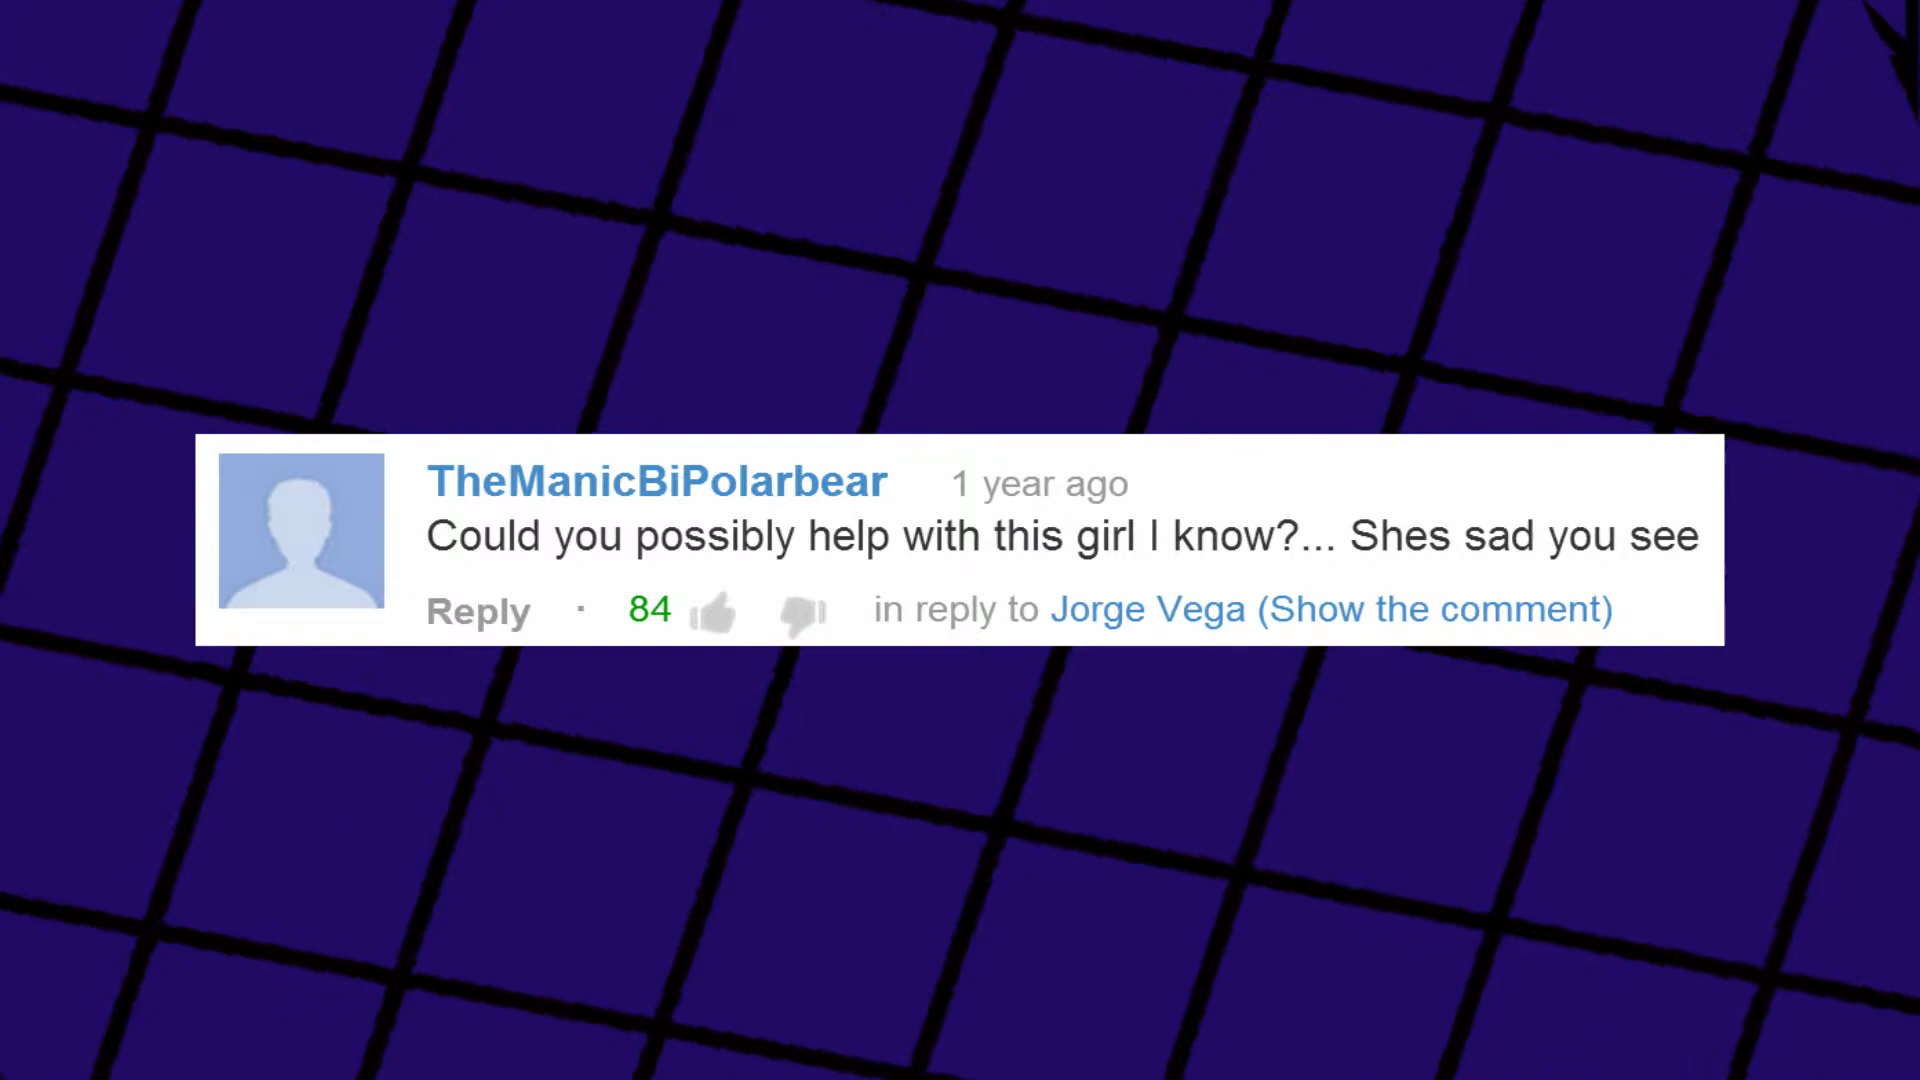 TheManicBiPolarbear 1 year ago
Could you possibly help with this girl I know?... Shes sad you see
Reply · 84 in reply to Jorge Vega (Show the comment)